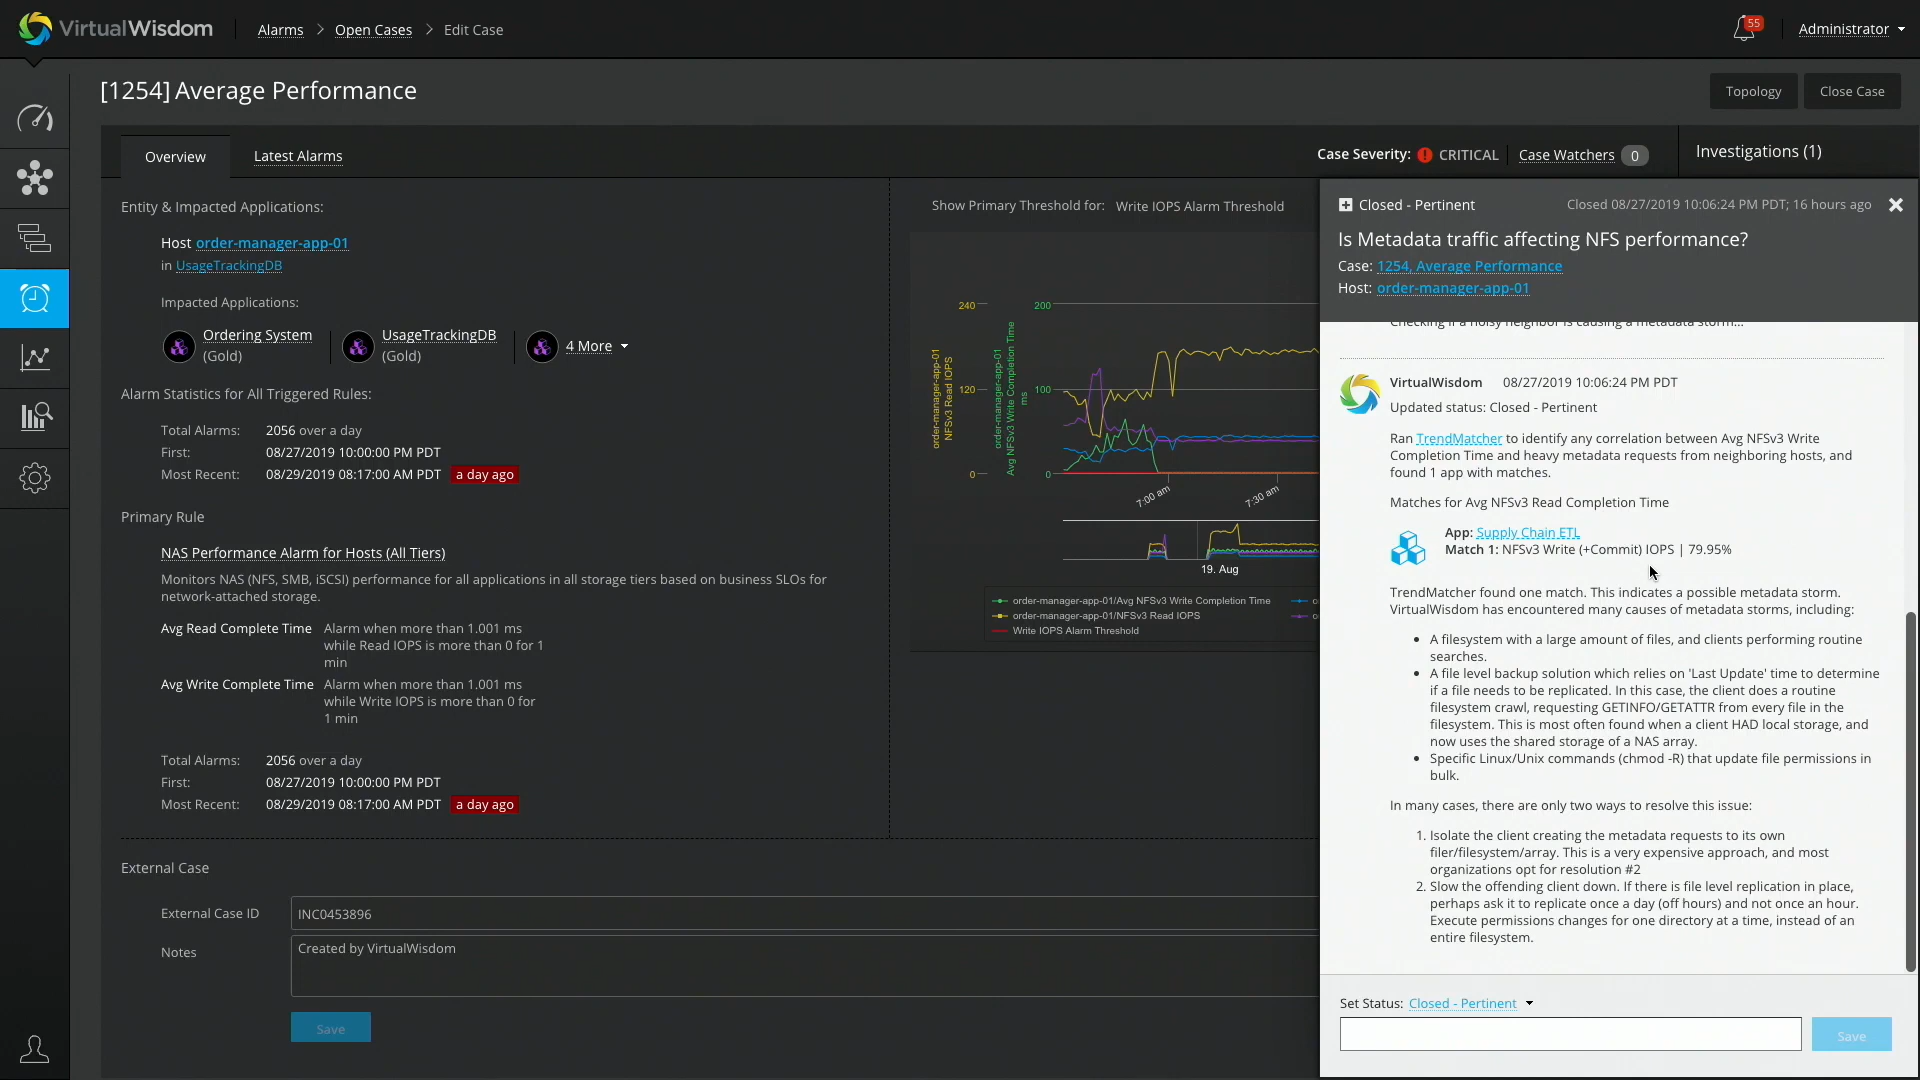 VirtualWisdom
Alarms > Open Cases > Edit Case
55
Administrator
[1254] Average Performance
Topology
Close Case
Overview
Latest Alarms
Case Severity: CRITICAL
Case Watchers 0
Investigations (1)
Entity & Impacted Applications:
Host order-manager-app-01
in UsageTrackingDB
Impacted Applications:
Ordering System
(Gold)
UsageTrackingDB
(Gold)
4 More
Alarm Statistics for All Triggered Rules:
Total Alarms: 2056 over a day
First: 08/27/2019 10:00:00 PM PDT
Most Recent: 08/29/2019 08:17:00 AM PDT a day ago
Primary Rule
NAS Performance Alarm for Hosts (All Tiers)
Monitors NAS (NFS, SMB, iSCSI) performance for all applications in all storage tiers based on business SLOs for
network-attached storage.
Avg Read Complete Time Alarm when more than 1.001 ms
while Read IOPS is more than 0 for 1
min
Avg Write Complete Time Alarm when more than 1.001 ms
while Write IOPS is more than 0 for
1 min
Total Alarms: 2056 over a day
First: 08/27/2019 10:00:00 PM PDT
Most Recent: 08/29/2019 08:17:00 AM PDT a day ago
External Case
External Case ID INC0453896
Notes Created by VirtualWisdom
Save
Show Primary Threshold for: Write IOPS Alarm Threshold
240
120
0
order-manager-app-01
NFSv3 Read IOPS
200
100
0
order-manager-app-01
Avg NFSv3 Write Completion Time
ms
7:00 am
7:30 am
19. Aug
order-manager-app-01/Avg NFSv3 Write Completion Time
o
order-manager-app-01/NFSv3 Read IOPS
o
Write IOPS Alarm Threshold
Closed - Pertinent
Closed 08/27/2019 10:06:24 PM PDT; 16 hours ago
Is Metadata traffic affecting NFS performance?
Case: 1254, Average Performance
Host: order-manager-app-01
Checking if a noisy neighbor is causing a metadata storm...
VirtualWisdom 08/27/2019 10:06:24 PM PDT
Updated status: Closed - Pertinent
Ran TrendMatcher to identify any correlation between Avg NFSv3 Write
Completion Time and heavy metadata requests from neighboring hosts, and
found 1 app with matches.
Matches for Avg NFSv3 Read Completion Time
App: Supply Chain ETL
Match 1: NFSv3 Write (+Commit) IOPS | 79.95%
TrendMatcher found one match. This indicates a possible metadata storm.
VirtualWisdom has encountered many causes of metadata storms, including:
• A filesystem with a large amount of files, and clients performing routine
searches.
• A file level backup solution which relies on 'Last Update' time to determine
if a file needs to be replicated. In this case, the client does a routine
filesystem crawl, requesting GETINFO/GETATTR from every file in the
filesystem. This is most often found when a client HAD local storage, and
now uses the shared storage of a NAS array.
• Specific Linux/Unix commands (chmod -R) that update file permissions in
bulk.
In many cases, there are only two ways to resolve this issue:
1. Isolate the client creating the metadata requests to its own
filer/filesystem/array. This is a very expensive approach, and most
organizations opt for resolution #2
2. Slow the offending client down. If there is file level replication in place,
perhaps ask it to replicate once a day (off hours) and not once an hour.
Execute permissions changes for one directory at a time, instead of an
entire filesystem.
Set Status: Closed - Pertinent
Save